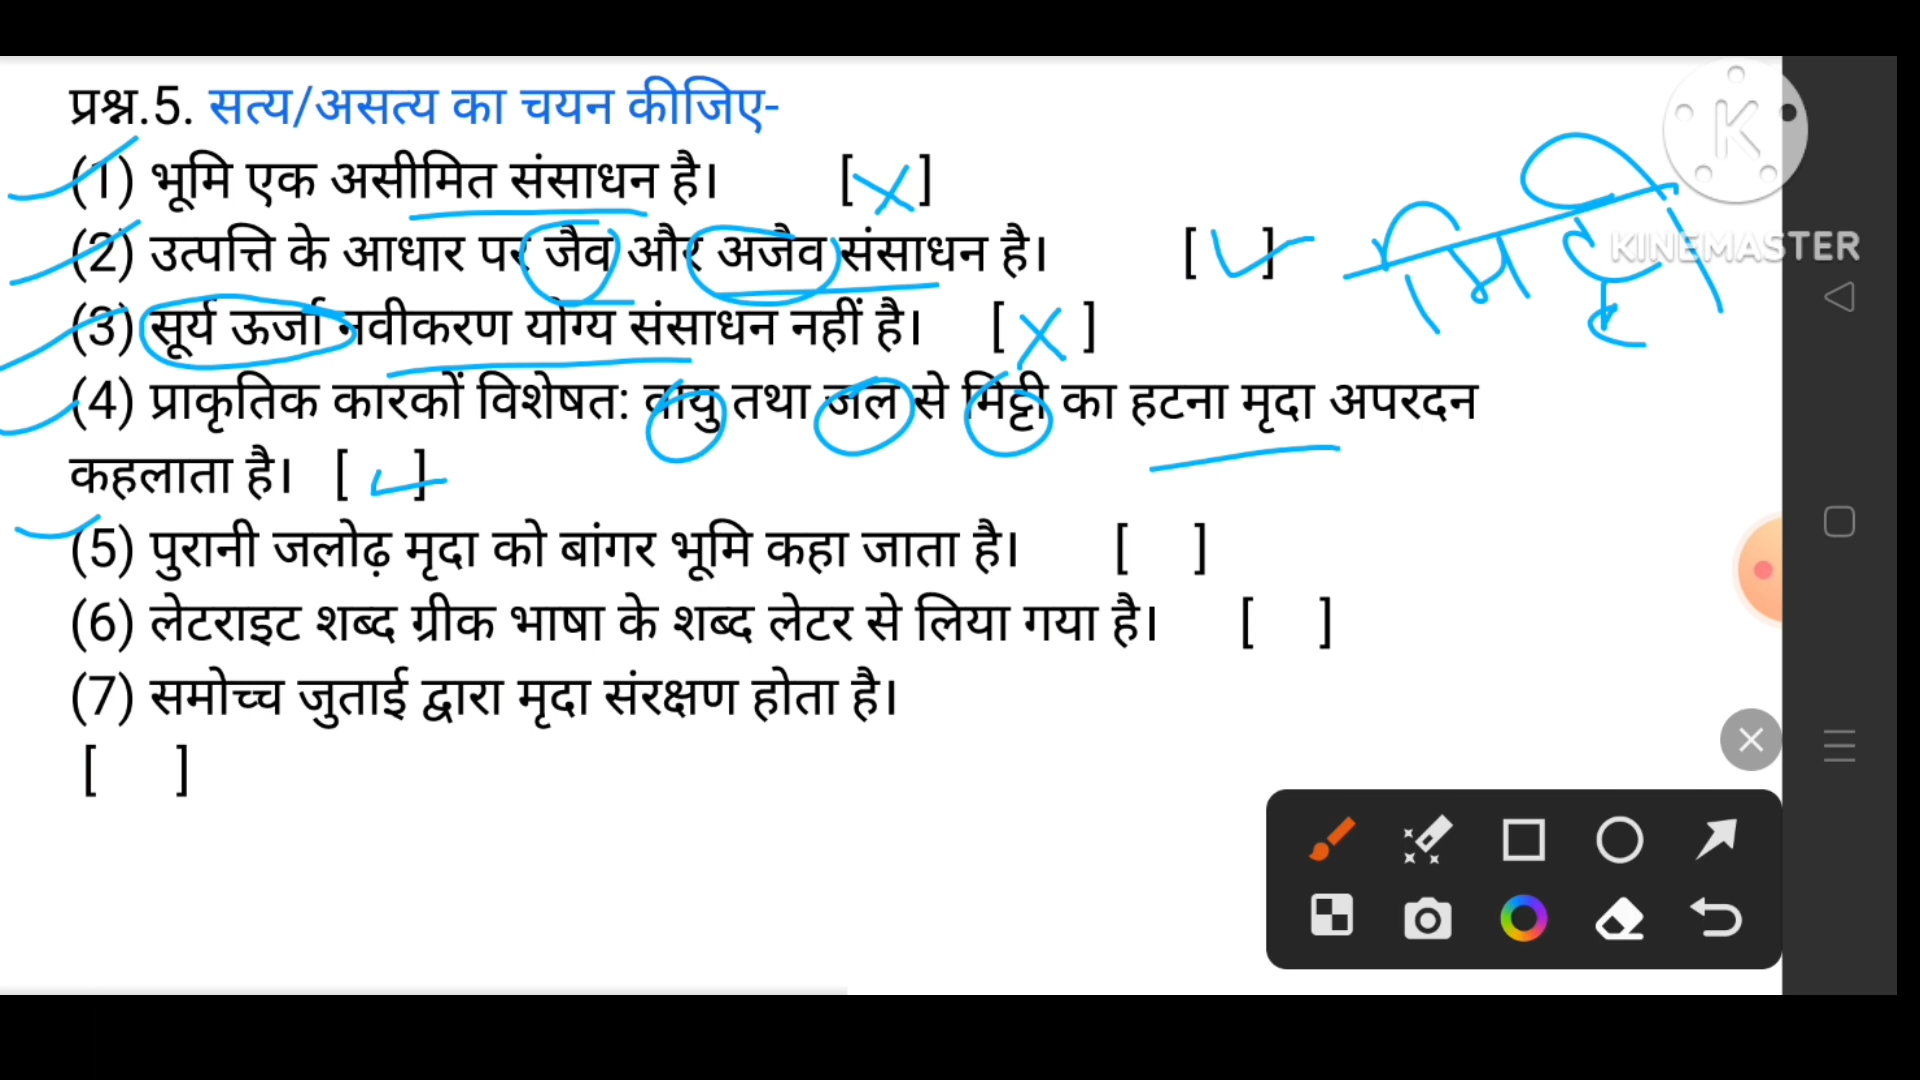 प्रश्न.5. सत्य/असत्य का चयन कीजिए-
(1) भूमि एक असीमित संसाधन है। [×]
(2) उत्पत्ति के आधार पर जैव और अजैव संसाधन है। [✓]
(3) सूर्य ऊर्जा नवीकरण योग्य संसाधन नहीं है। [×]
(4) प्राकृतिक कारकों विशेषत: वायु तथा जल से मिट्टी का हटना मृदा अपरदन
कहलाता है। [✓]
(5) पुरानी जलोढ़ मृदा को बांगर भूमि कहा जाता है। [ ]
(6) लेटराइट शब्द ग्रीक भाषा के शब्द लेटर से लिया गया है। [ ]
(7) समोच्च जुताई द्वारा मृदा संरक्षण होता है।
[ ]
मिट्टी
K
KINEMASTER